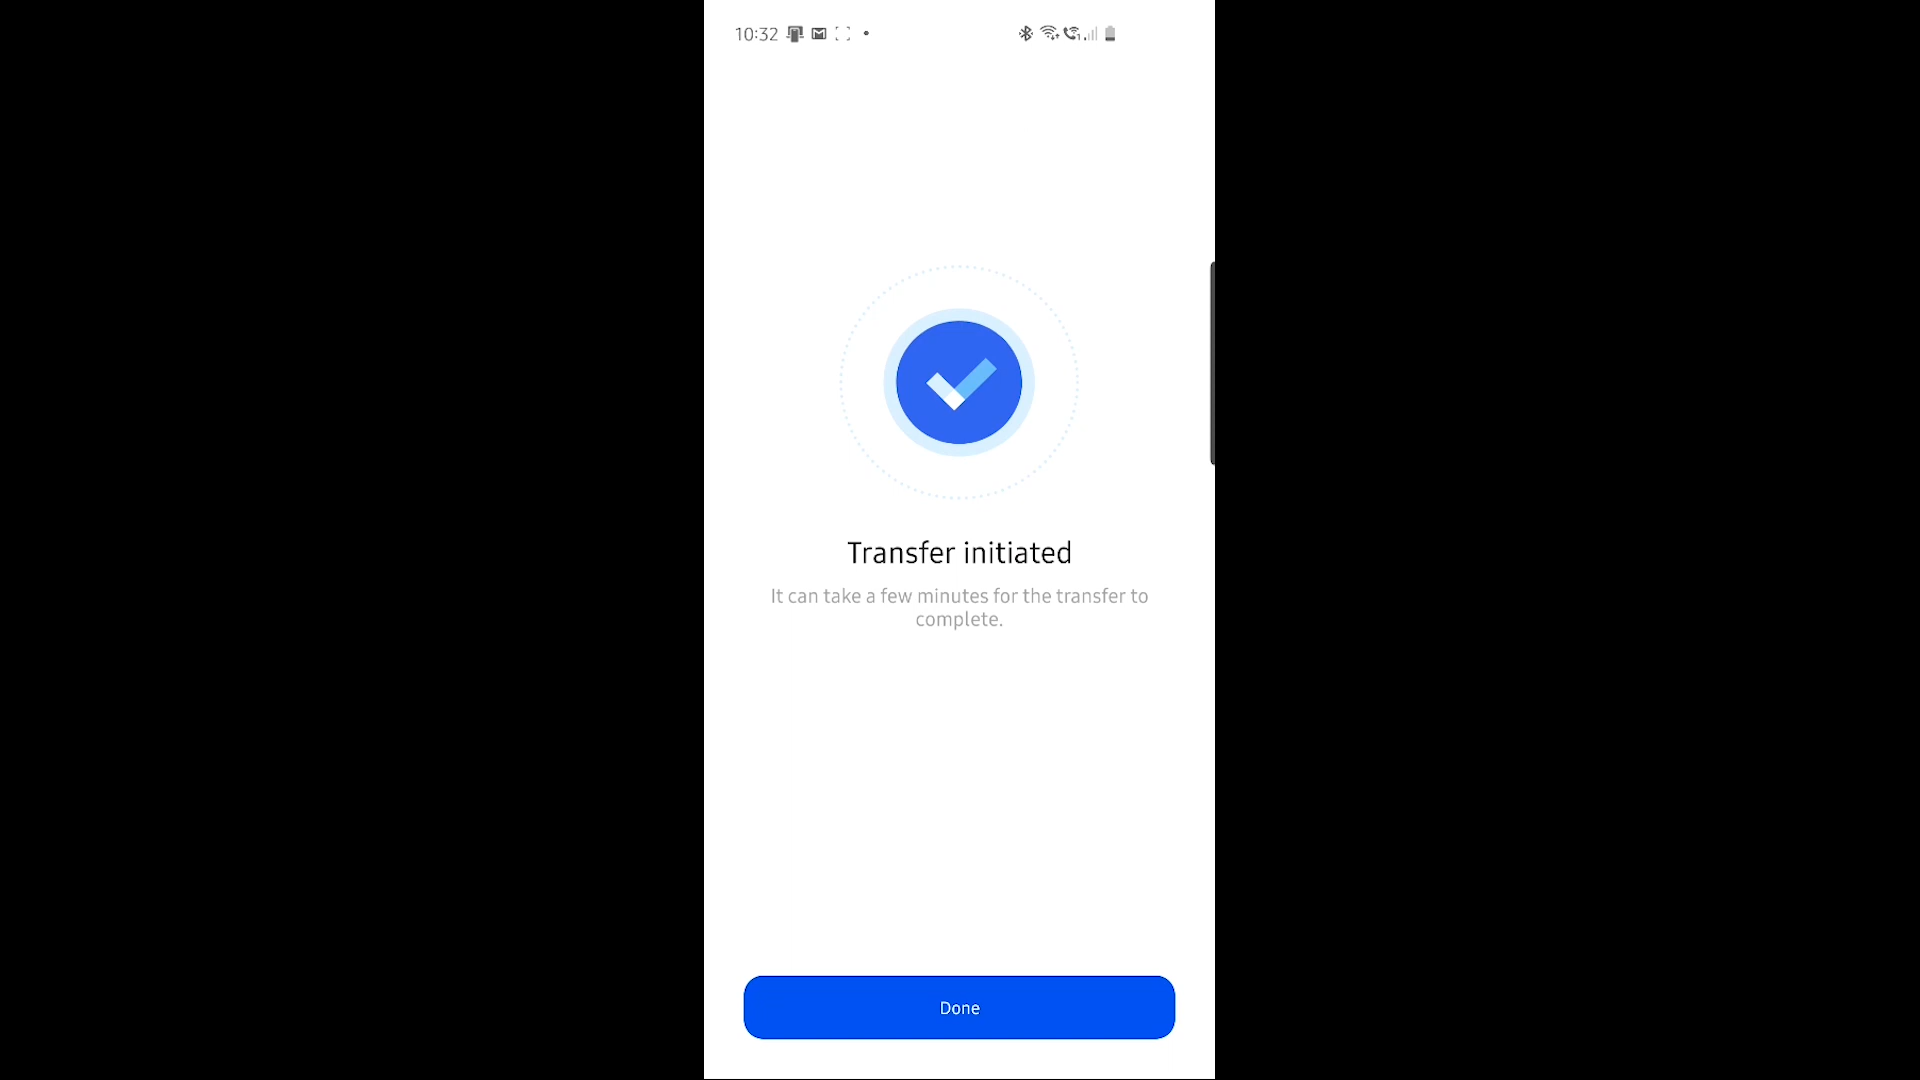 10:32
Transfer initiated
It can take a few minutes for the transfer to
complete.
Done